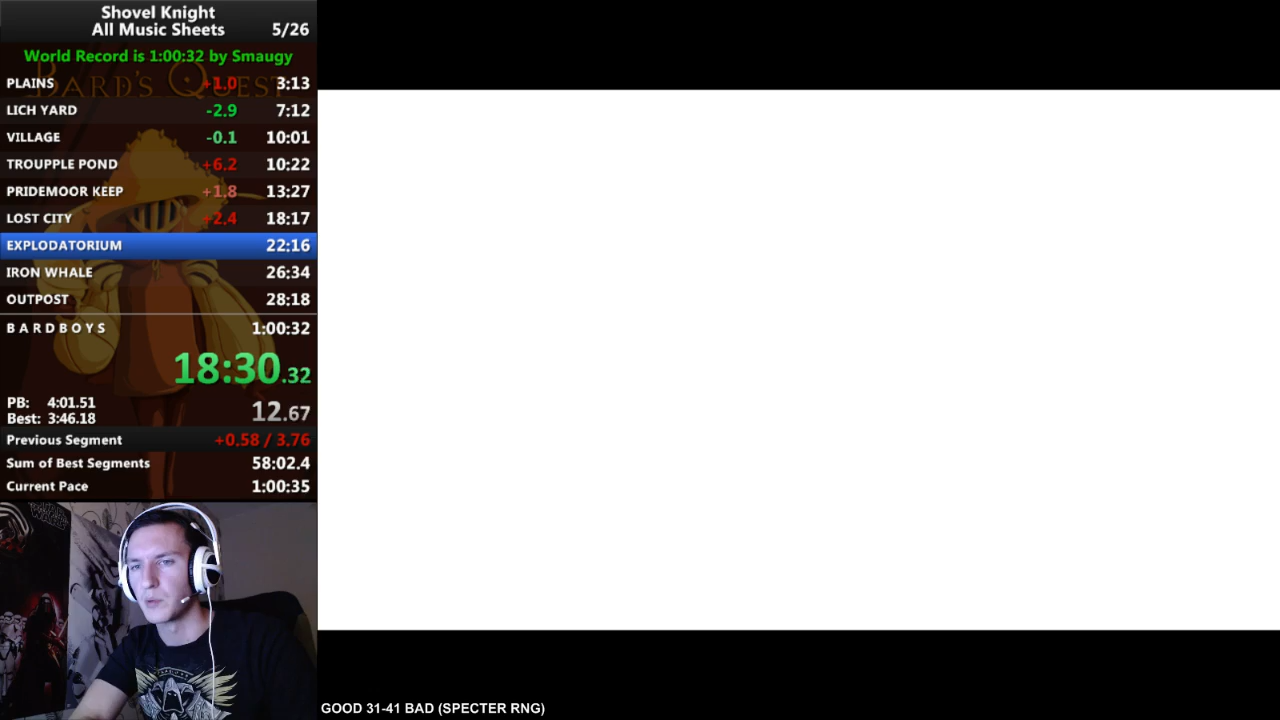 Shovel Knight
All Music Sheets 5/26
World Record is 1:00:32 by Smaugy
BARD'S QUEST
PLAINS +1.0 3:13
LICH YARD -2.9 7:12
VILLAGE -0.1 10:01
TROUPPLE POND +6.2 10:22
PRIDEMOOR KEEP +1.8 13:27
LOST CITY +2.4 18:17
EXPLODATORIUM 22:16
IRON WHALE 26:34
OUTPOST 28:18
B A R D B O Y S 1:00:32
18:30.32
PB: 4:01.51
Best: 3:46.18
12.67
Previous Segment +0.58 / 3.76
Sum of Best Segments 58:02.4
Current Pace 1:00:35
STAR WARS
GOOD 31-41 BAD (SPECTER RNG)